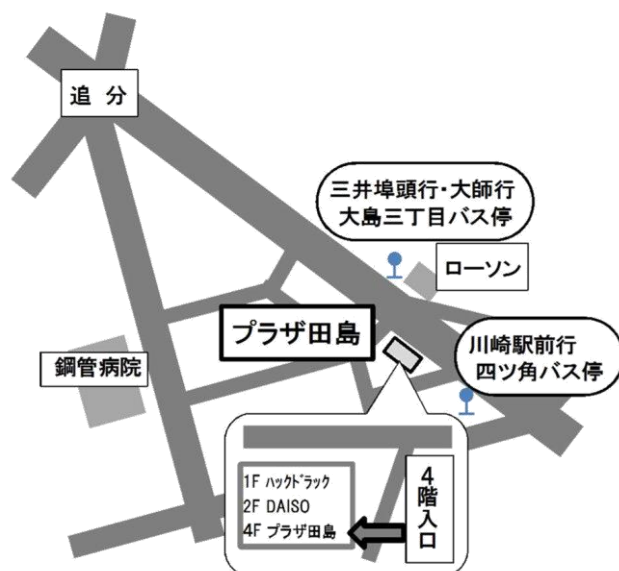 追 分
三井埠頭行・大師行
大島三丁目バス停
ローソン
プラザ田島
川崎駅前行
四ツ角バス停
鋼管病院
1F ハックドラック
2F DAISO
4F プラザ田島
4階入口